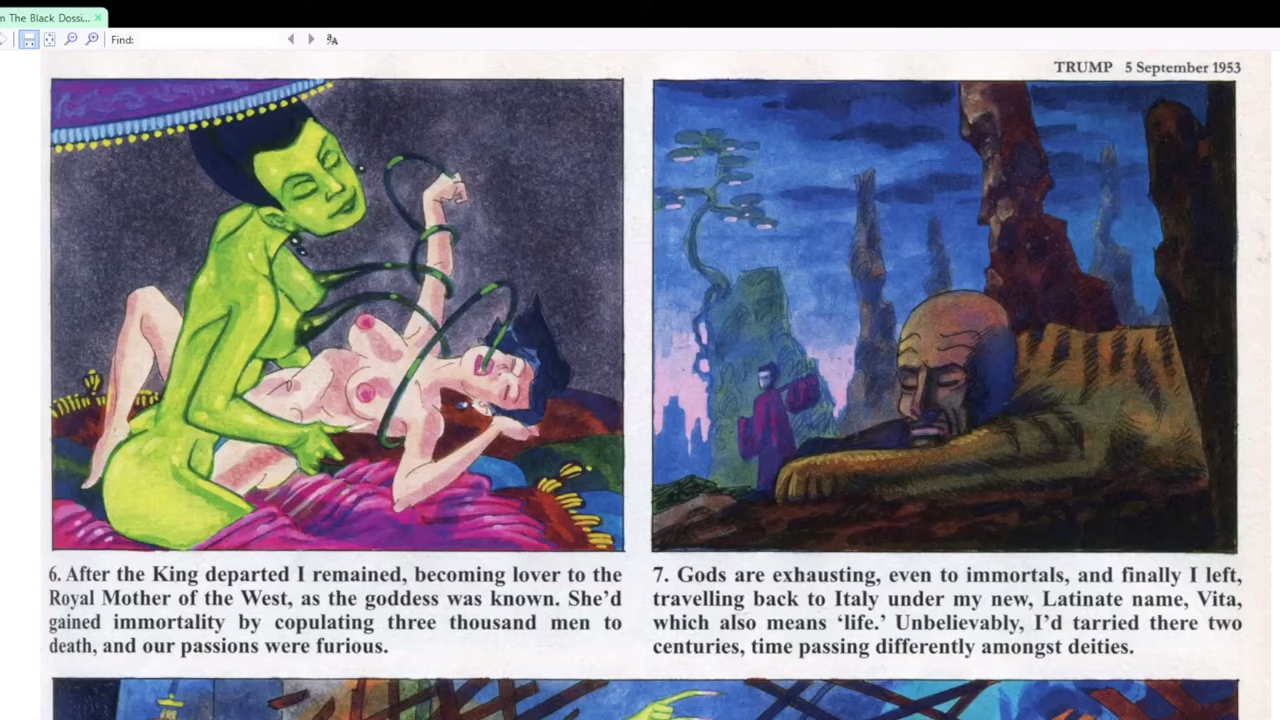 m The Black Dossi...
Find:
TRUMP 5 September 1953
6. After the King departed I remained, becoming lover to the
Royal Mother of the West, as the goddess was known. She’d
gained immortality by copulating three thousand men to
death, and our passions were furious.
7. Gods are exhausting, even to immortals, and finally I left,
travelling back to Italy under my new, Latinate name, Vita,
which also means ‘life.’ Unbelievably, I’d tarried there two
centuries, time passing differently amongst deities.